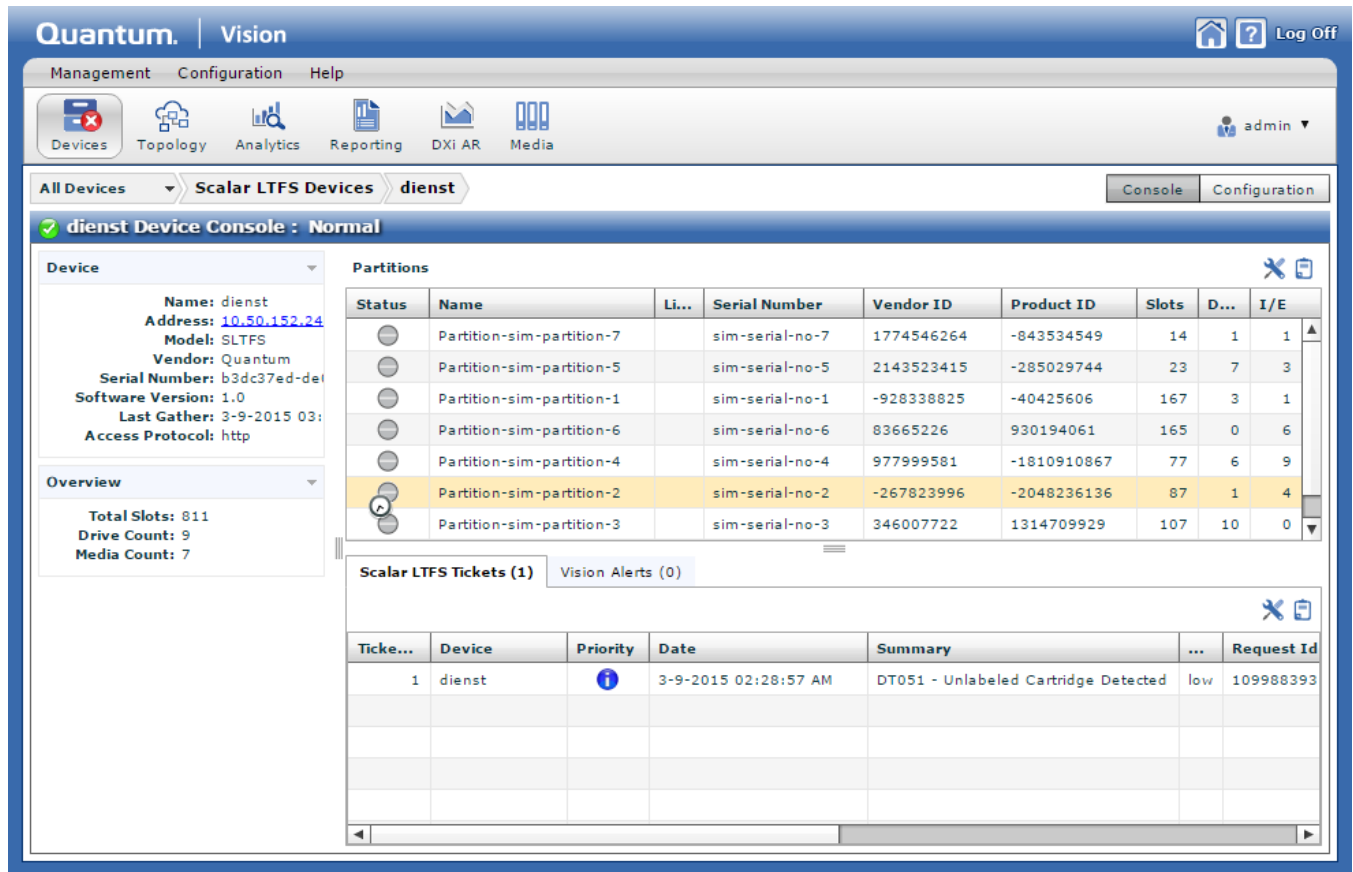 Quantum. | Vision
Log Off
Management Configuration Help
Devices Topology Analytics Reporting DXi AR Media
admin
All Devices Scalar LTFS Devices dienst
Console Configuration
dienst Device Console : Normal
Device
Name: dienst
Address: 10.50.152.24
Model: SLTFS
Vendor: Quantum
Serial Number: b3dc37ed-de
Software Version: 1.0
Last Gather: 3-9-2015 03:
Access Protocol: http
Overview
Total Slots: 811
Drive Count: 9
Media Count: 7
Partitions
Status Name Li... Serial Number Vendor ID Product ID Slots D... I/E
Partition-sim-partition-7 sim-serial-no-7 1774546264 -843534549 14 1 1
Partition-sim-partition-5 sim-serial-no-5 2143523415 -285029744 23 7 3
Partition-sim-partition-1 sim-serial-no-1 -928338825 -40425606 167 3 1
Partition-sim-partition-6 sim-serial-no-6 83665226 930194061 165 0 6
Partition-sim-partition-4 sim-serial-no-4 977999581 -1810910867 77 6 9
Partition-sim-partition-2 sim-serial-no-2 -267823996 -2048236136 87 1 4
Partition-sim-partition-3 sim-serial-no-3 346007722 1314709929 107 10 0
Scalar LTFS Tickets (1) Vision Alerts (0)
Ticke... Device Priority Date Summary ... Request Id
1 dienst 3-9-2015 02:28:57 AM DT051 - Unlabeled Cartridge Detected low 109988393